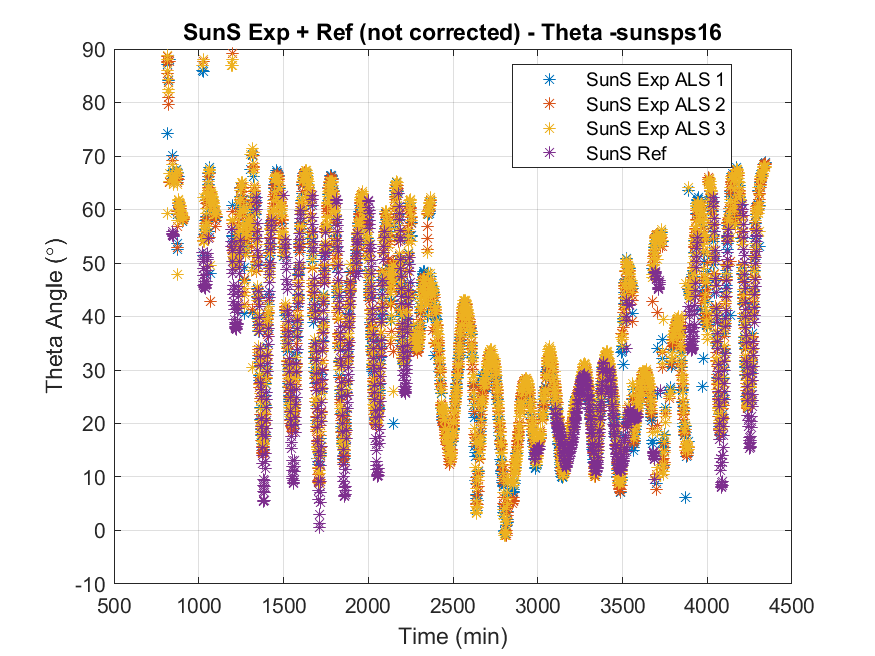 SunS Exp + Ref (not corrected) - Theta -sunsps16
SunS Exp ALS 1
SunS Exp ALS 2
SunS Exp ALS 3
SunS Ref
Theta Angle (°)
90
80
70
60
50
40
30
20
10
0
-10
500 1000 1500 2000 2500 3000 3500 4000 4500
Time (min)